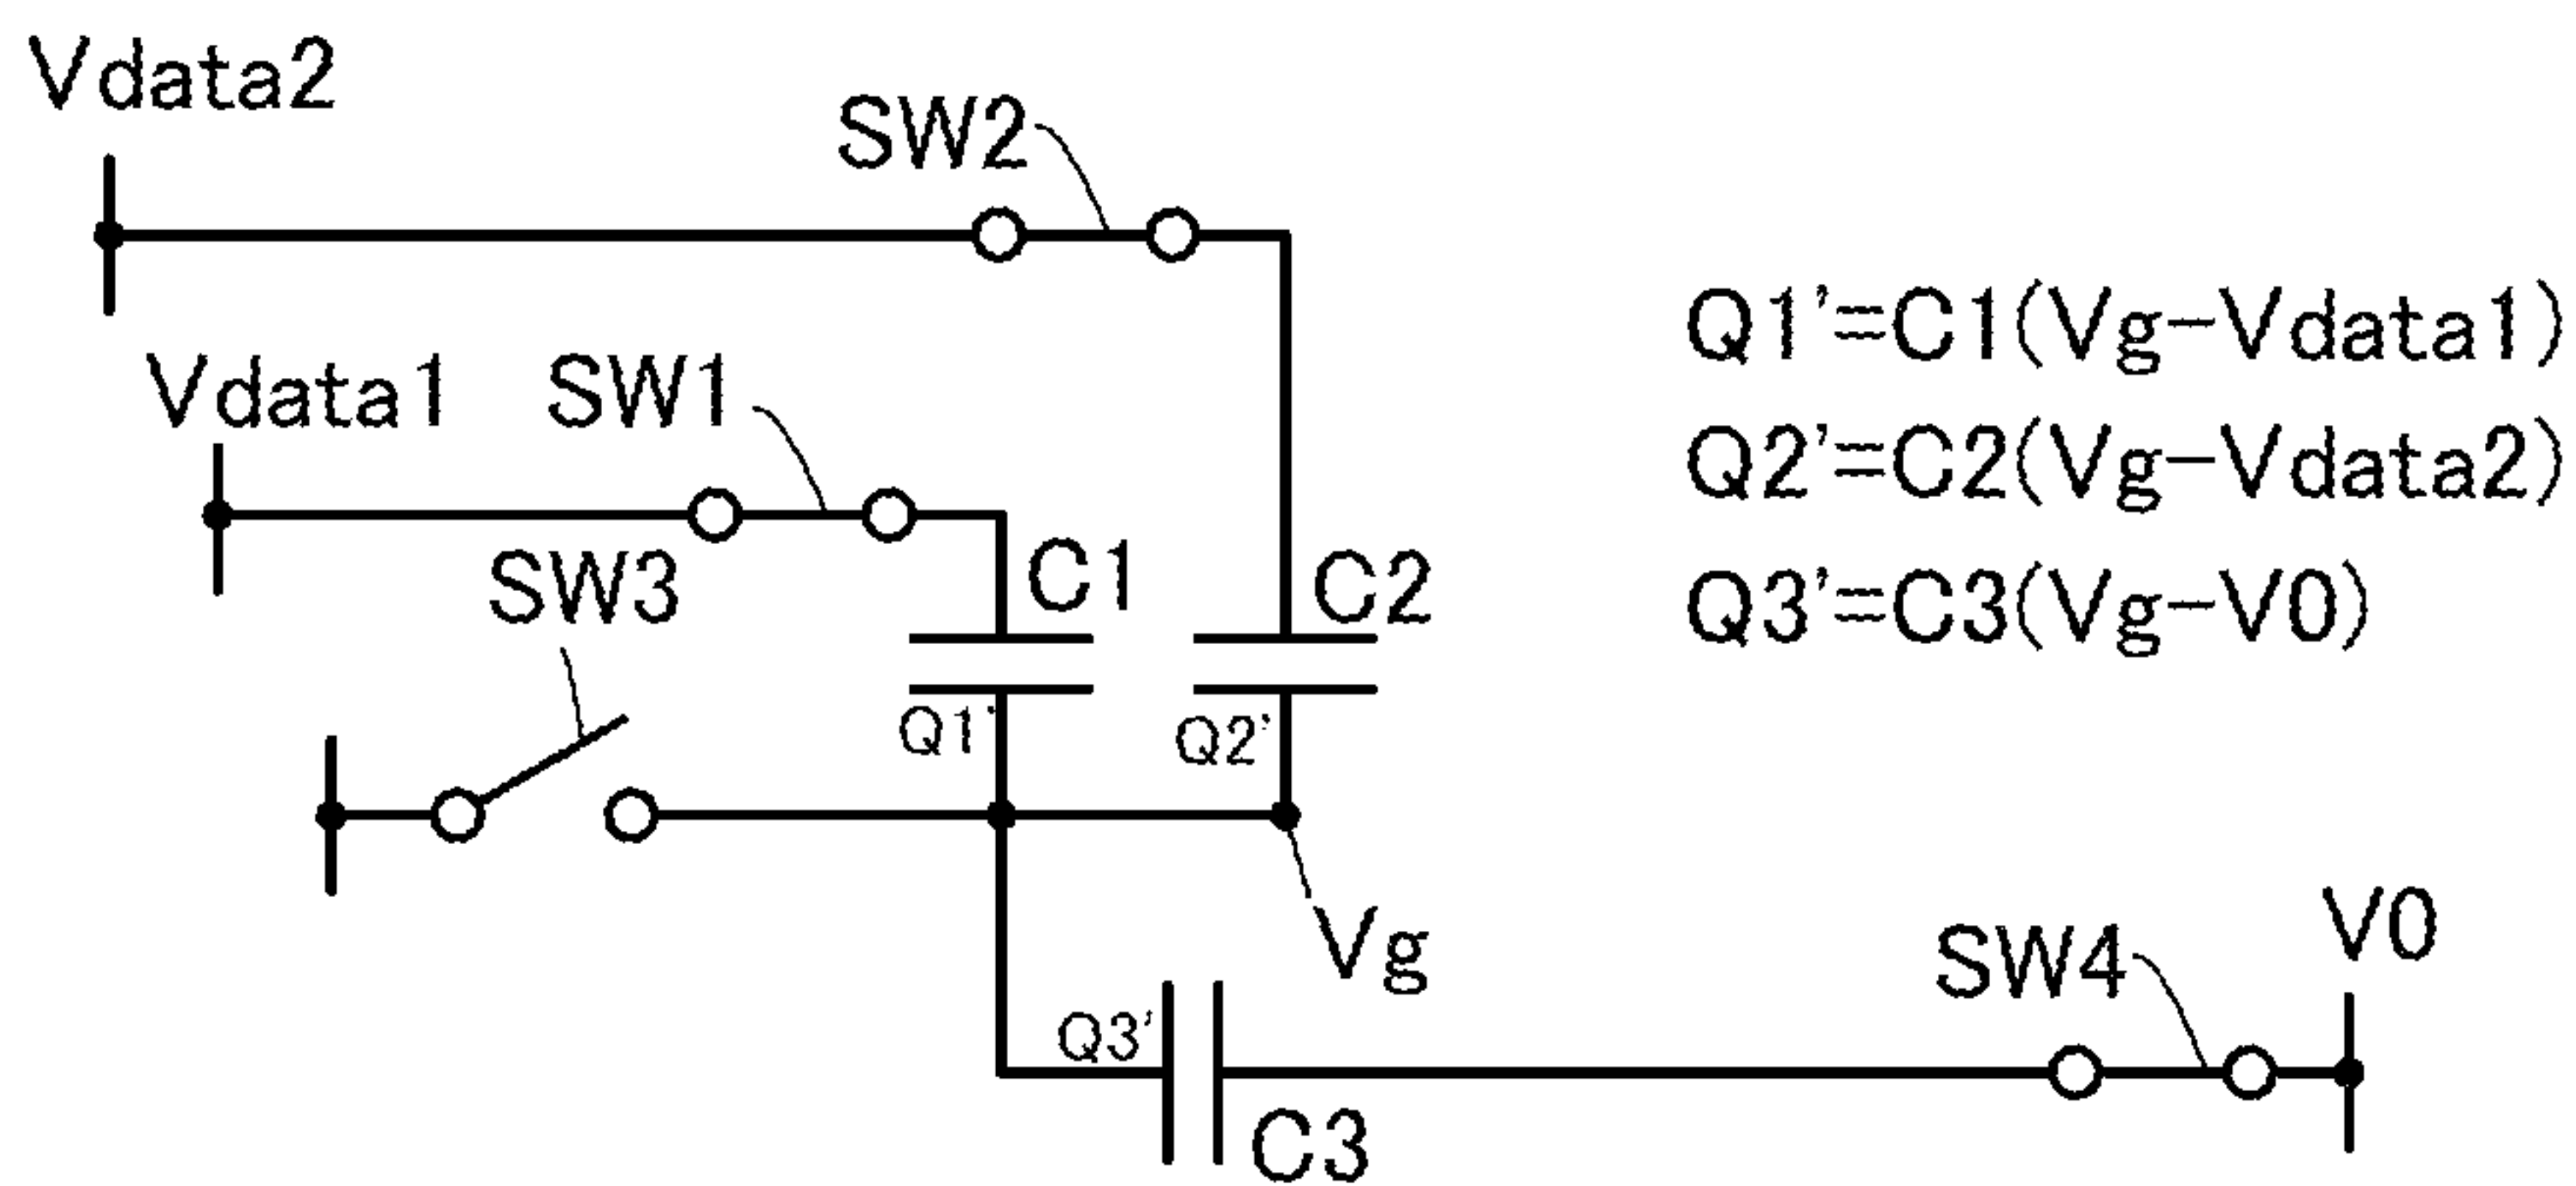 Vdata2
SW2
Q1'=C1(Vg-Vdata1)
Vdata1
SW1
Q2'=C2(Vg-Vdata2)
SW3
C1
C2
Q3'=C3(Vg-V0)
Q1'
Q2'
Vg
SW4
V0
Q3'
C3